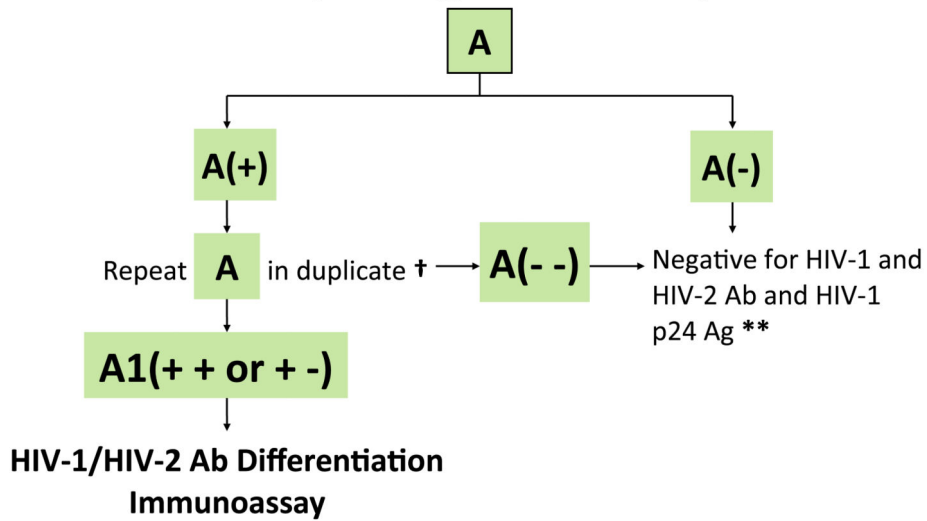 A
A(+)
A(-)
Repeat A in duplicate †
A(- -)
Negative for HIV-1 and
HIV-2 Ab and HIV-1
p24 Ag **
A1(+ + or + -)
HIV-1/HIV-2 Ab Differentiation
Immunoassay